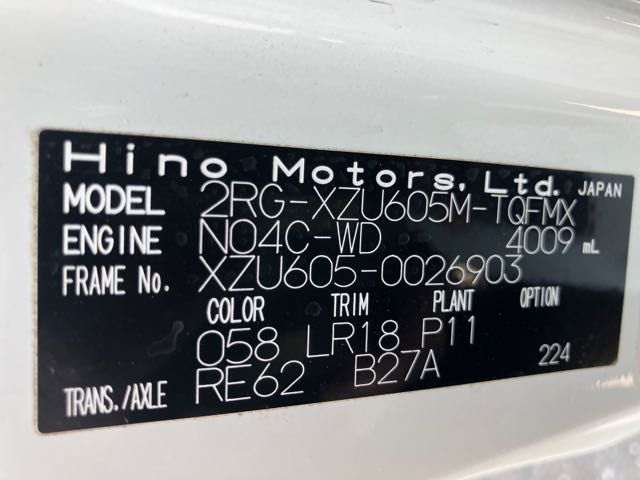 Hino Motors, Ltd. JAPAN
MODEL 2RG-XZU605M-TQFMX
ENGINE N04C-WD 4009 mL
FRAME No. XZU605-0026903
COLOR TRIM PLANT OPTION
058 LR18 P11
TRANS./AXLE RE62 B27A 224